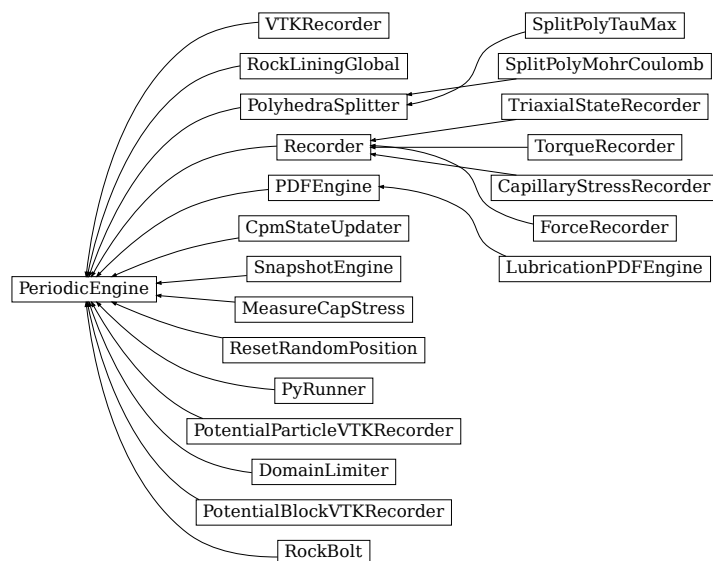 VTKRecorder
SplitPolyTauMax
RockLiningGlobal
SplitPolyMohrCoulomb
PolyhedraSplitter
TriaxialStateRecorder
Recorder
TorqueRecorder
PDFEngine
CapillaryStressRecorder
CpmStateUpdater
ForceRecorder
SnapshotEngine
LubricationPDFEngine
PeriodicEngine
MeasureCapStress
ResetRandomPosition
PyRunner
PotentialParticleVTKRecorder
DomainLimiter
PotentialBlockVTKRecorder
RockBolt